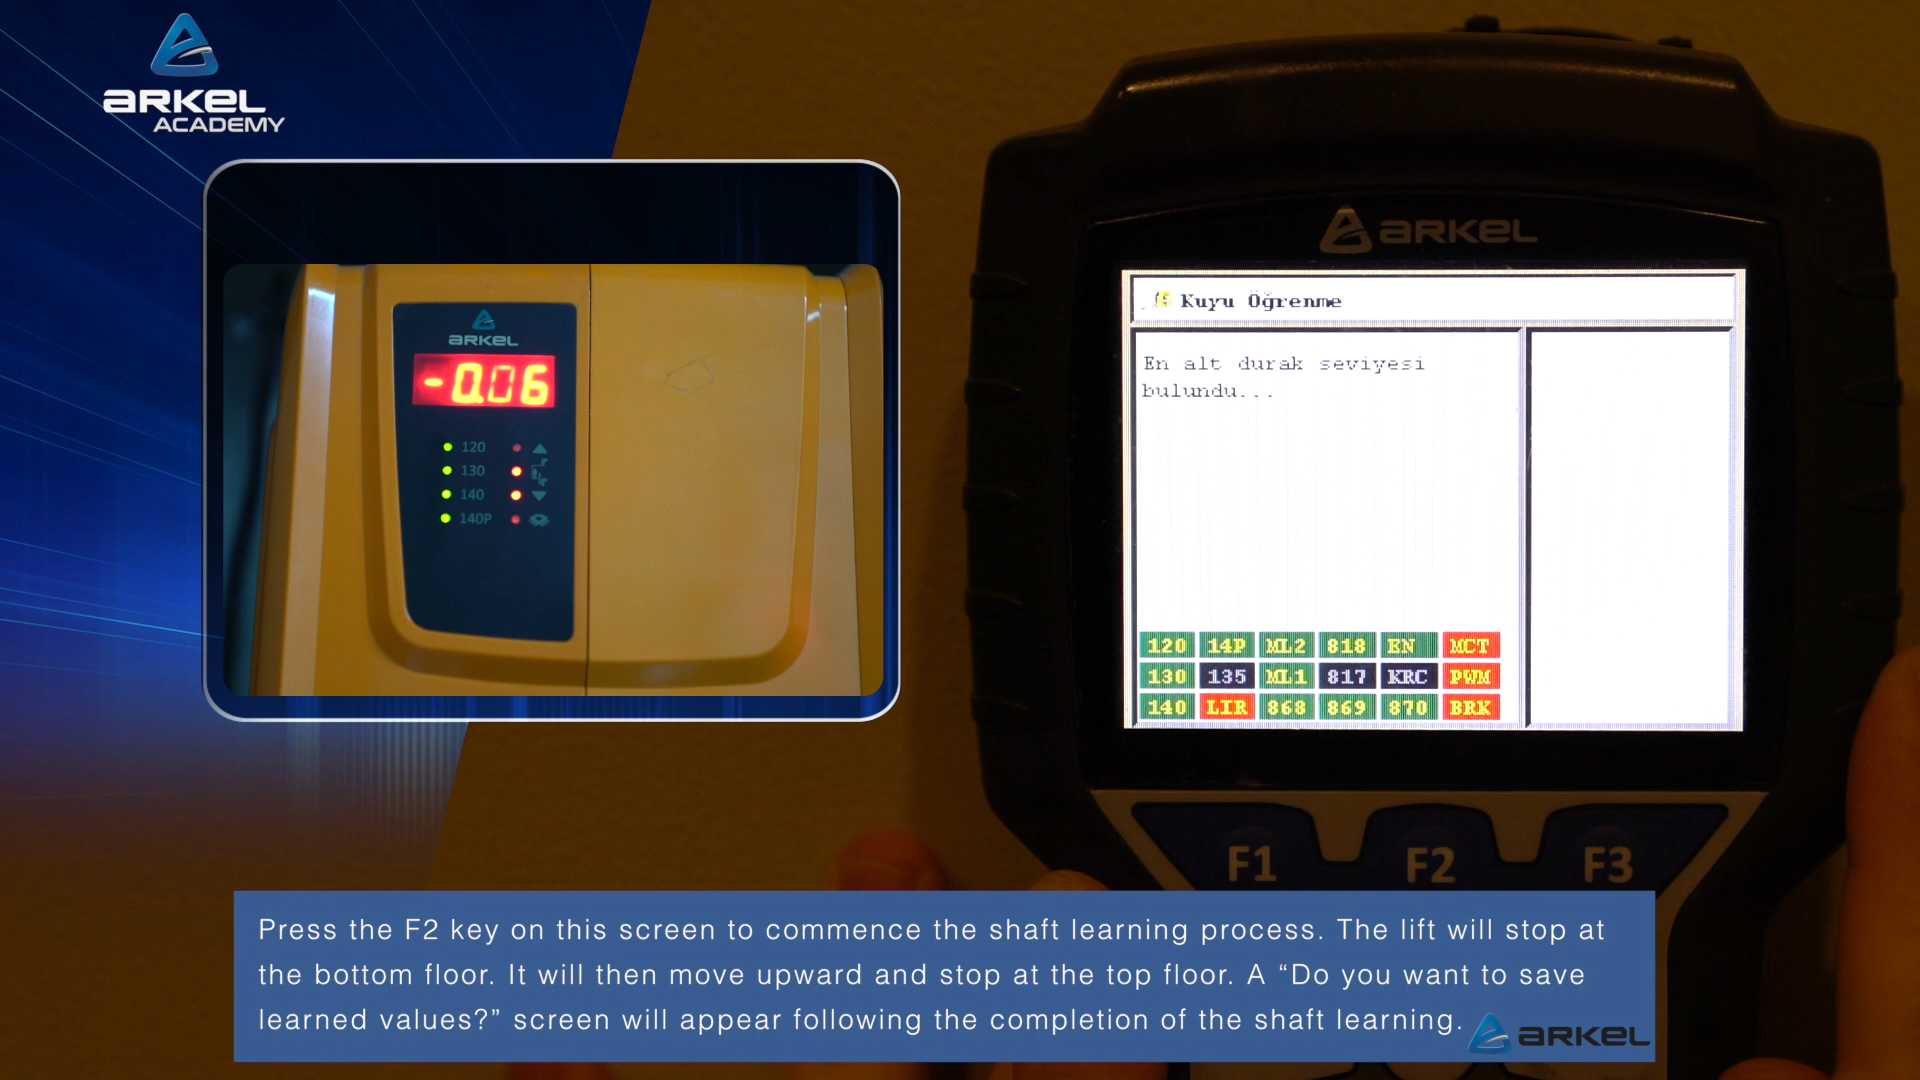 ARKEL
ACADEMY
ARKEL
-0.06
120
130
140
140P
ARKEL
Kuyu Öğrenme
En alt durak seviyesi
bulundu...
120 14P ML2 818 EN MCT
130 135 ML1 817 KRC PWM
140 LIR 868 869 870 BRK
F1 F2 F3
Press the F2 key on this screen to commence the shaft learning process. The lift will stop at
the bottom floor. It will then move upward and stop at the top floor. A “Do you want to save
learned values?” screen will appear following the completion of the shaft learning.
ARKEL